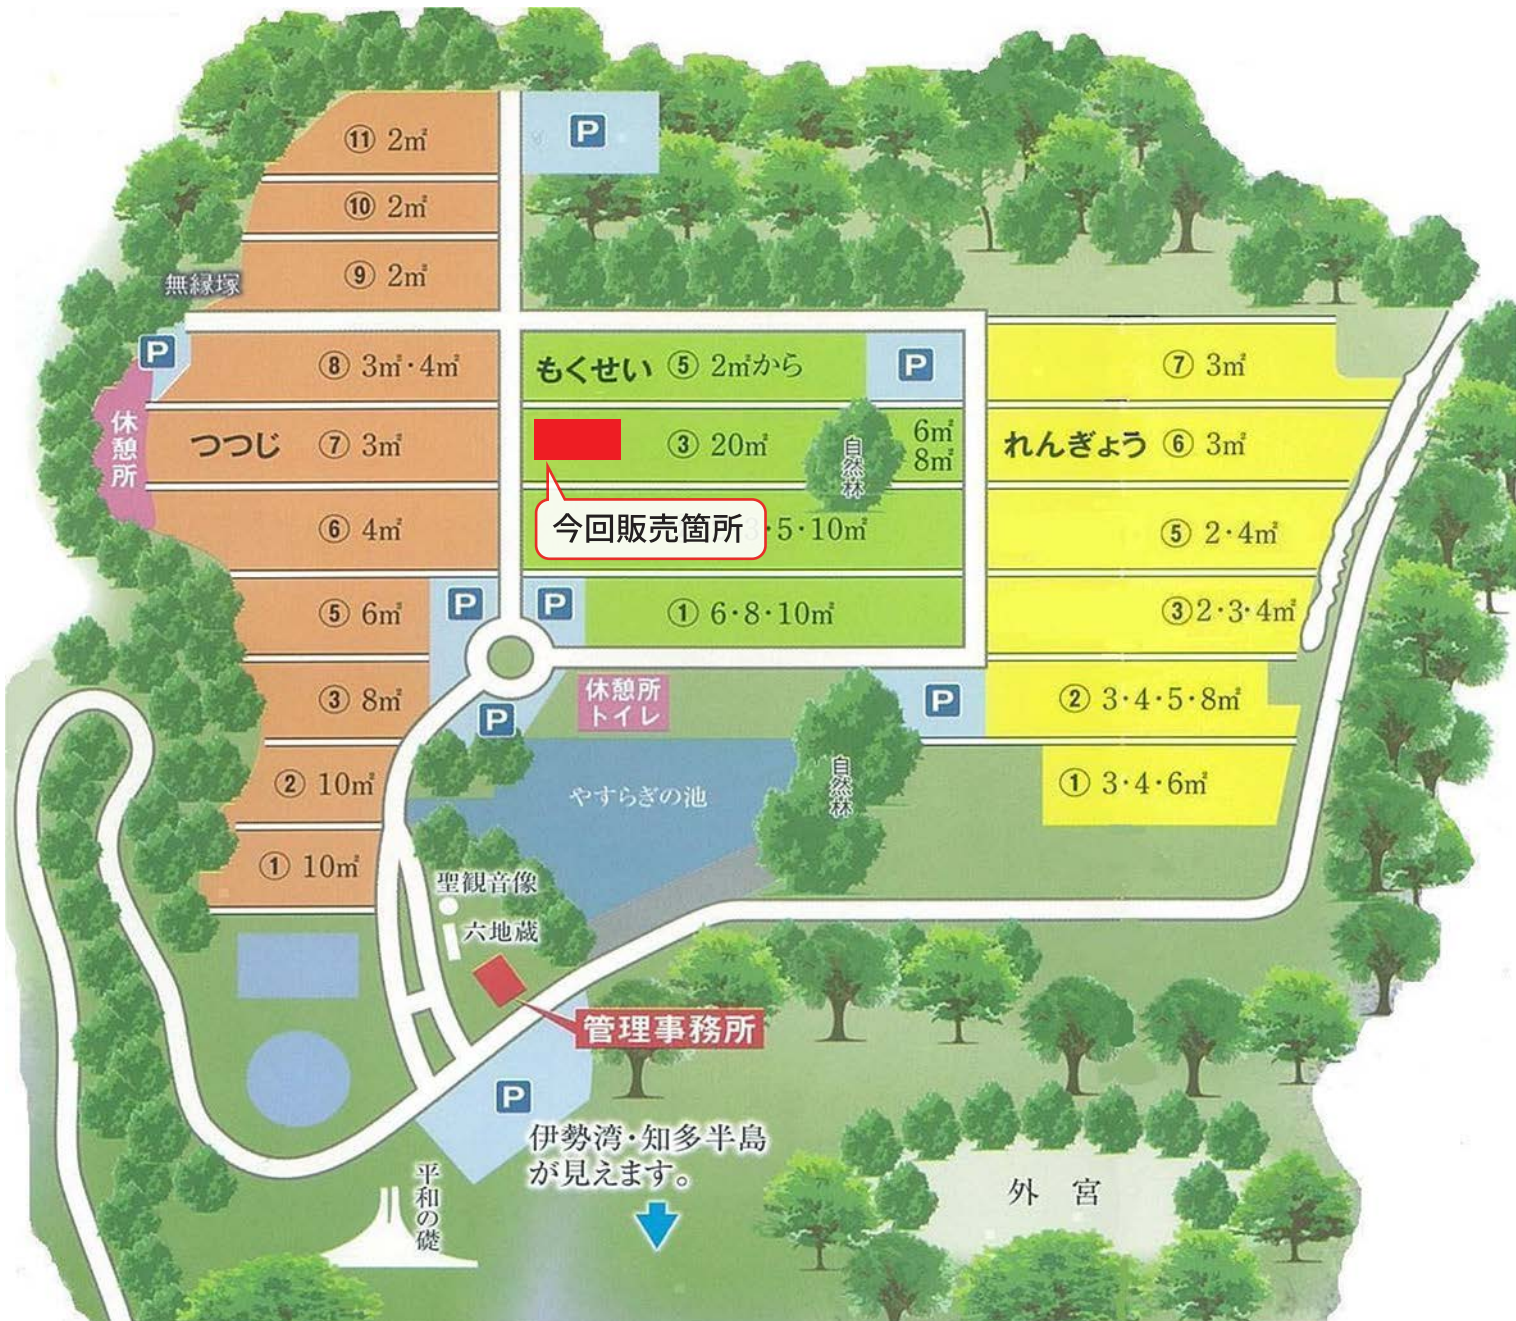 ⑪ 2㎡
P
⑩ 2㎡
⑨ 2㎡
無縁塚
P
⑧ 3㎡・4㎡
もくせい ⑤ 2㎡から
P
⑦ 3㎡
休憩所
つつじ ⑦ 3㎡
③ 20㎡
自然林
6㎡
8㎡
れんぎょう ⑥ 3㎡
今回販売箇所
⑥ 4㎡
3・5・10㎡
⑤ 2・4㎡
⑤ 6㎡
P
P
① 6・8・10㎡
③ 2・3・4㎡
③ 8㎡
P
休憩所
トイレ
P
② 3・4・5・8㎡
② 10㎡
やすらぎの池
自然林
① 3・4・6㎡
① 10㎡
聖観音像
六地蔵
管理事務所
P
伊勢湾・知多半島
が見えます。
平和の礎
外宮